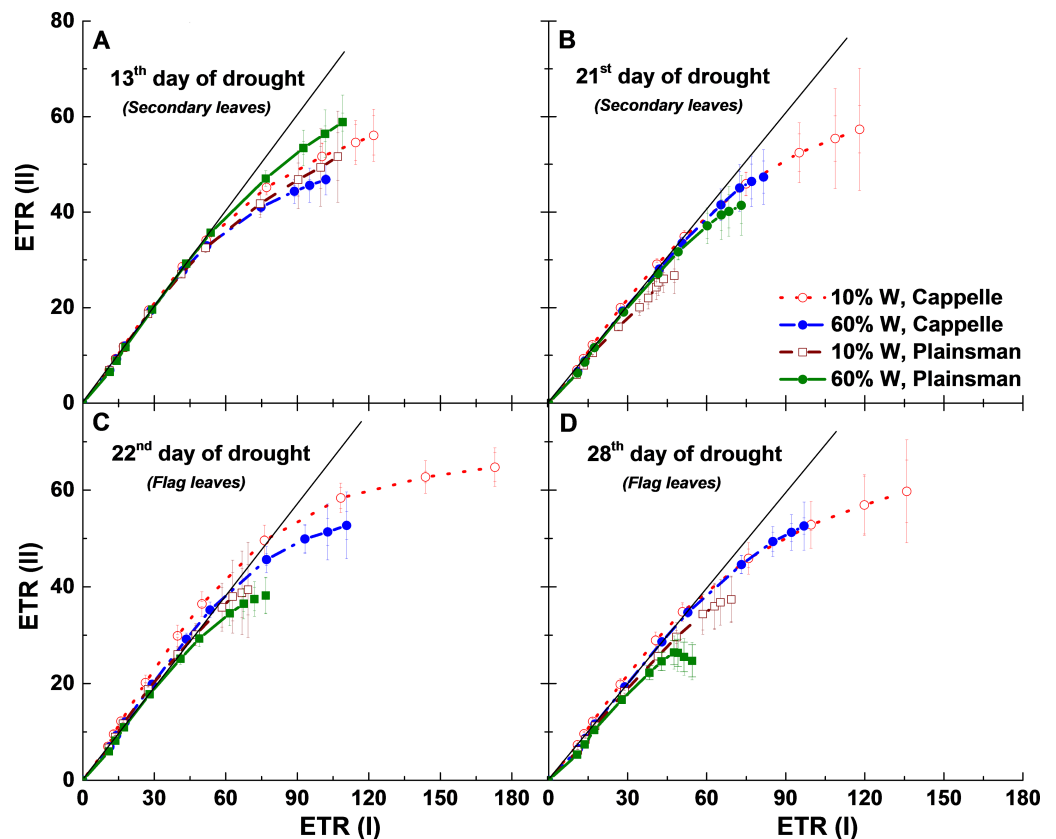 A
13th day of drought
(Secondary leaves)
B
21st day of drought
(Secondary leaves)
80
60
40
20
0
ETR (II)
10% W, Cappelle
60% W, Cappelle
10% W, Plainsman
60% W, Plainsman
C
22nd day of drought
(Flag leaves)
D
28th day of drought
(Flag leaves)
60
40
20
0
ETR (II)
0 30 60 90 120 150 180
0 30 60 90 120 150 180
ETR (I)
ETR (I)